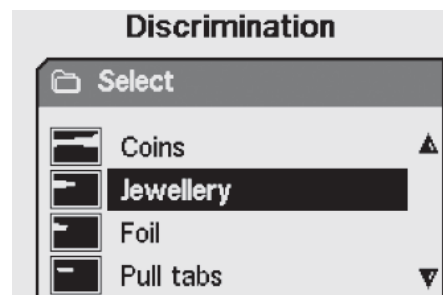 Discrimination
Select
Coins
Jewellery
Foil
Pull tabs